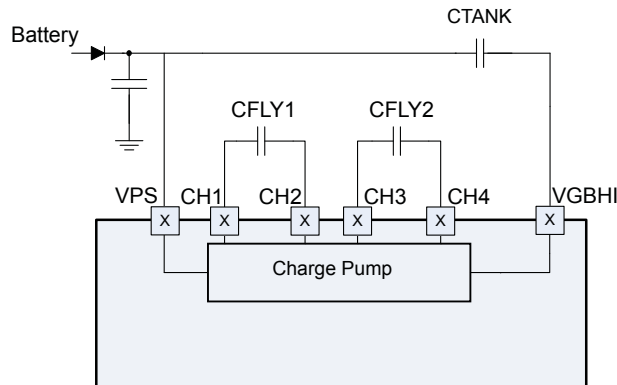 CTANK
Battery
CFLY1 CFLY2
VPS CH1 CH2 CH3 CH4 VGBHI
X X X X X X
Charge Pump